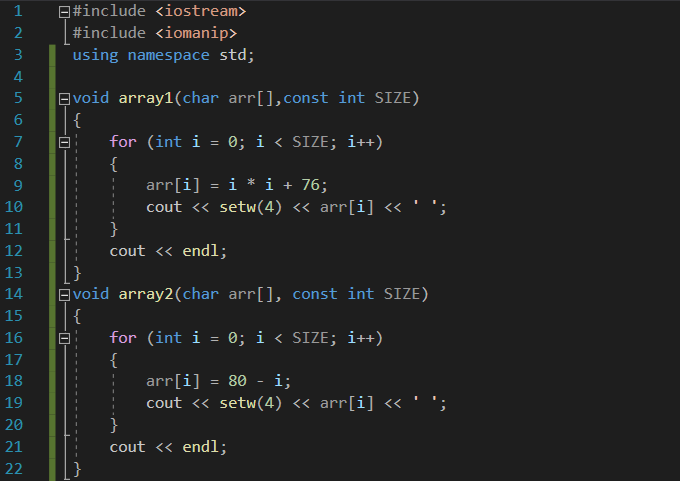 1 #include <iostream>
2 #include <iomanip>
3 using namespace std;
4
5 void array1(char arr[],const int SIZE)
6 {
7 for (int i = 0; i < SIZE; i++)
8 {
9 arr[i] = i * i + 76;
10 cout << setw(4) << arr[i] << ' ';
11 }
12 cout << endl;
13 }
14 void array2(char arr[], const int SIZE)
15 {
16 for (int i = 0; i < SIZE; i++)
17 {
18 arr[i] = 80 - i;
19 cout << setw(4) << arr[i] << ' ';
20 }
21 cout << endl;
22 }